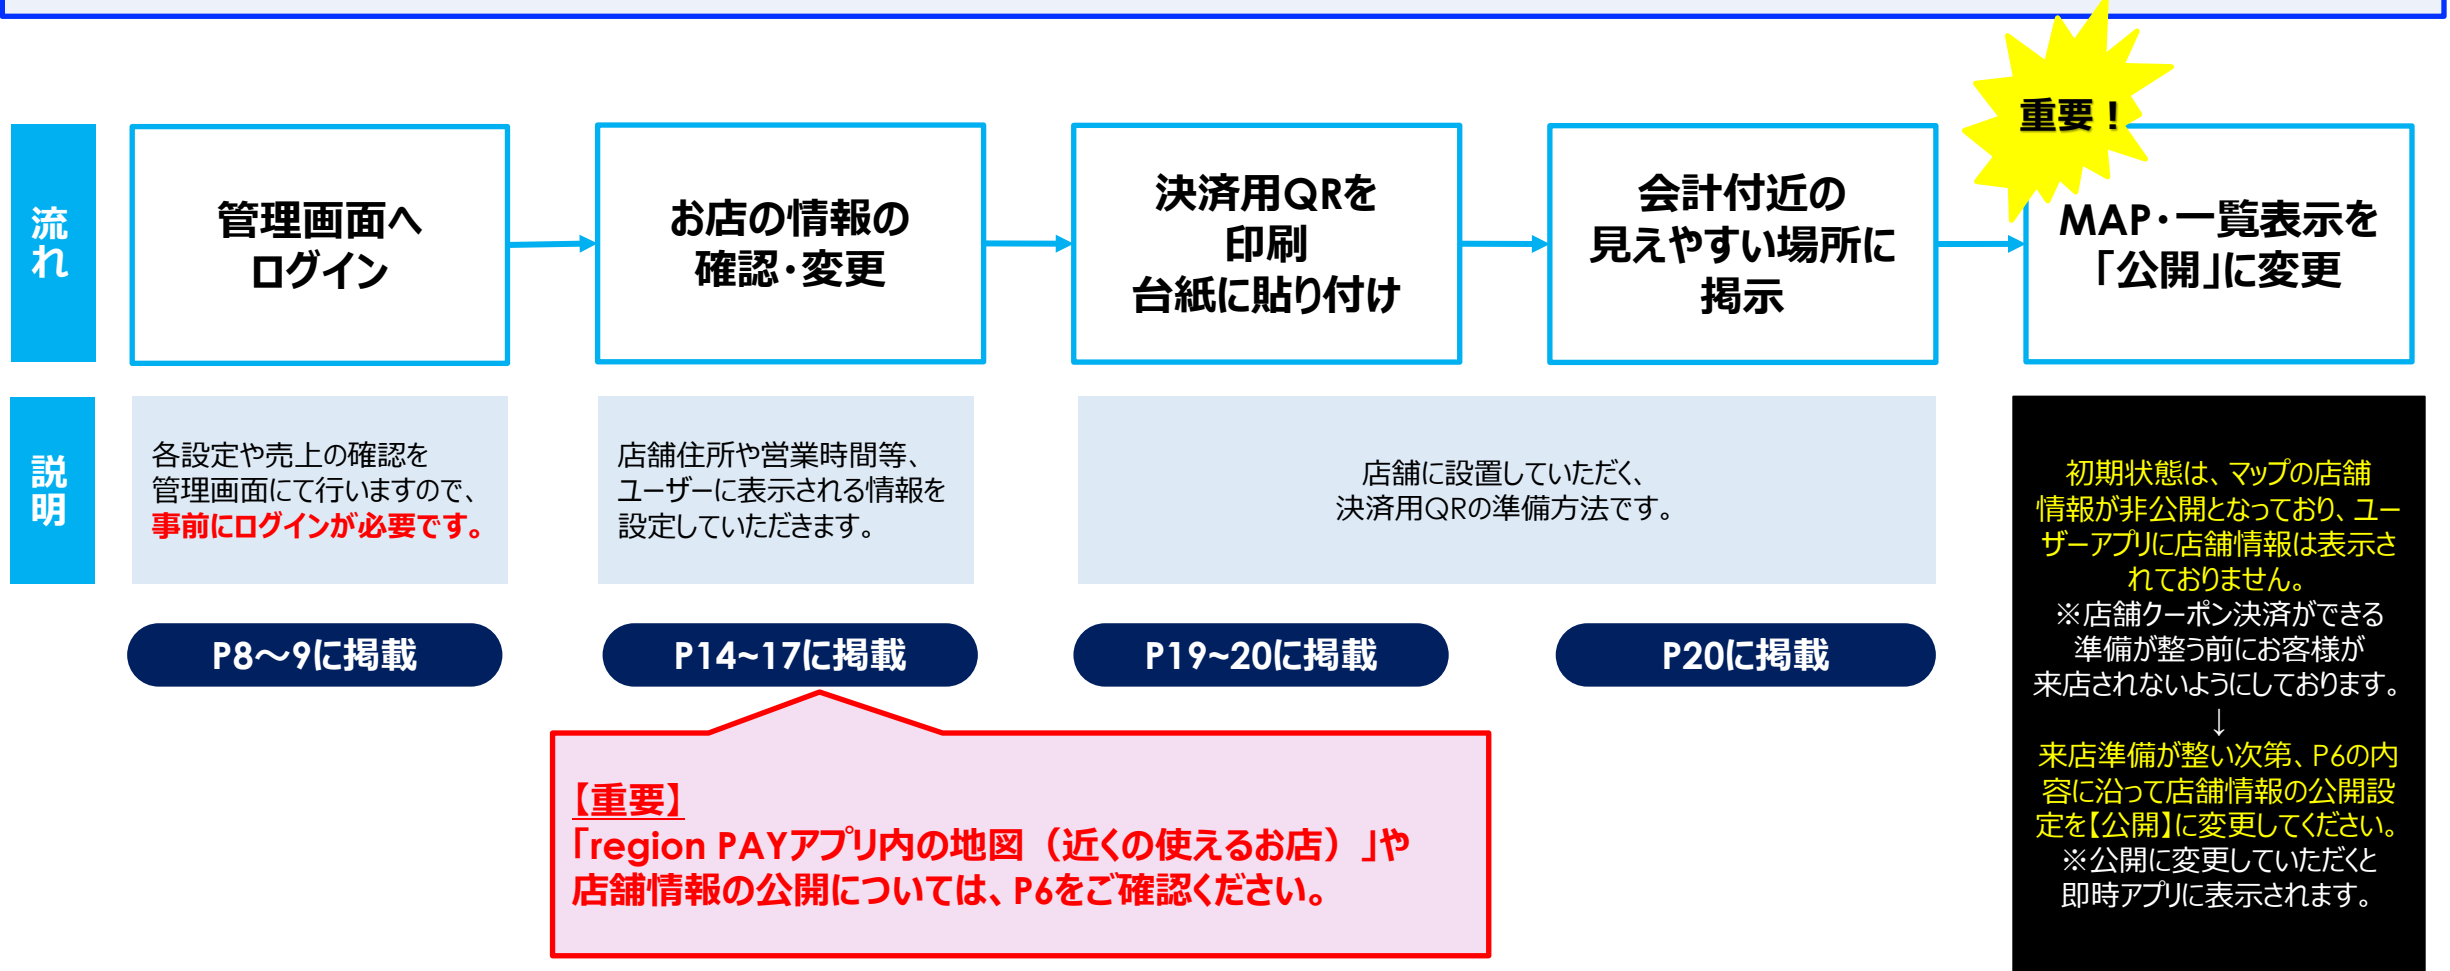 重要！
流れ
管理画面へ
ログイン
お店の情報の
確認・変更
決済用QRを
印刷
台紙に貼り付け
会計付近の
見えやすい場所に
掲示
MAP・一覧表示を
「公開」に変更
説明
各設定や売上の確認を
管理画面にて行いますので、
事前にログインが必要です。
店舗住所や営業時間等、
ユーザーに表示される情報を
設定していただきます。
店舗に設置していただく、
決済用QRの準備方法です。
初期状態は、マップの店舗
情報が非公開となっており、ユー
ザーアプリに店舗情報は表示さ
れておりません。
※店舗クーポン決済ができる
準備が整う前にお客様が
来店されないようにしております。
↓
来店準備が整い次第、P6の内
容に沿って店舗情報の公開設
定を【公開】に変更してください。
※公開に変更していただくと
即時アプリに表示されます。
P8～9に掲載
P14~17に掲載
P19~20に掲載
P20に掲載
【重要】
「region PAYアプリ内の地図（近くの使えるお店）」や
店舗情報の公開については、P6をご確認ください。